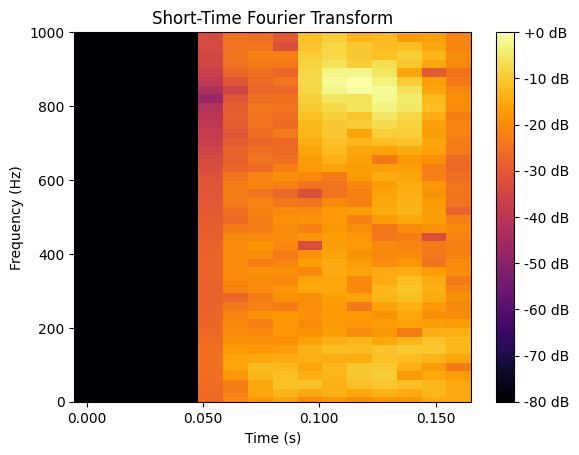 Short-Time Fourier Transform
1000
800
600
400
200
0
Frequency (Hz)
0.000
0.050
0.100
0.150
Time (s)
+0 dB
-10 dB
-20 dB
-30 dB
-40 dB
-50 dB
-60 dB
-70 dB
-80 dB